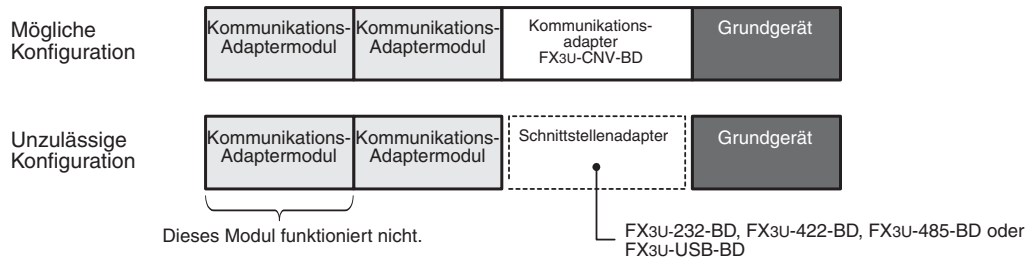 Mögliche
Konfiguration
Kommunikations-
Adaptermodul
Kommunikations-
Adaptermodul
Kommunikations-
adapter
FX3U-CNV-BD
Grundgerät
Unzulässige
Konfiguration
Kommunikations-
Adaptermodul
Kommunikations-
Adaptermodul
Schnittstellenadapter
Grundgerät
Dieses Modul funktioniert nicht.
FX3U-232-BD, FX3U-422-BD, FX3U-485-BD oder
FX3U-USB-BD